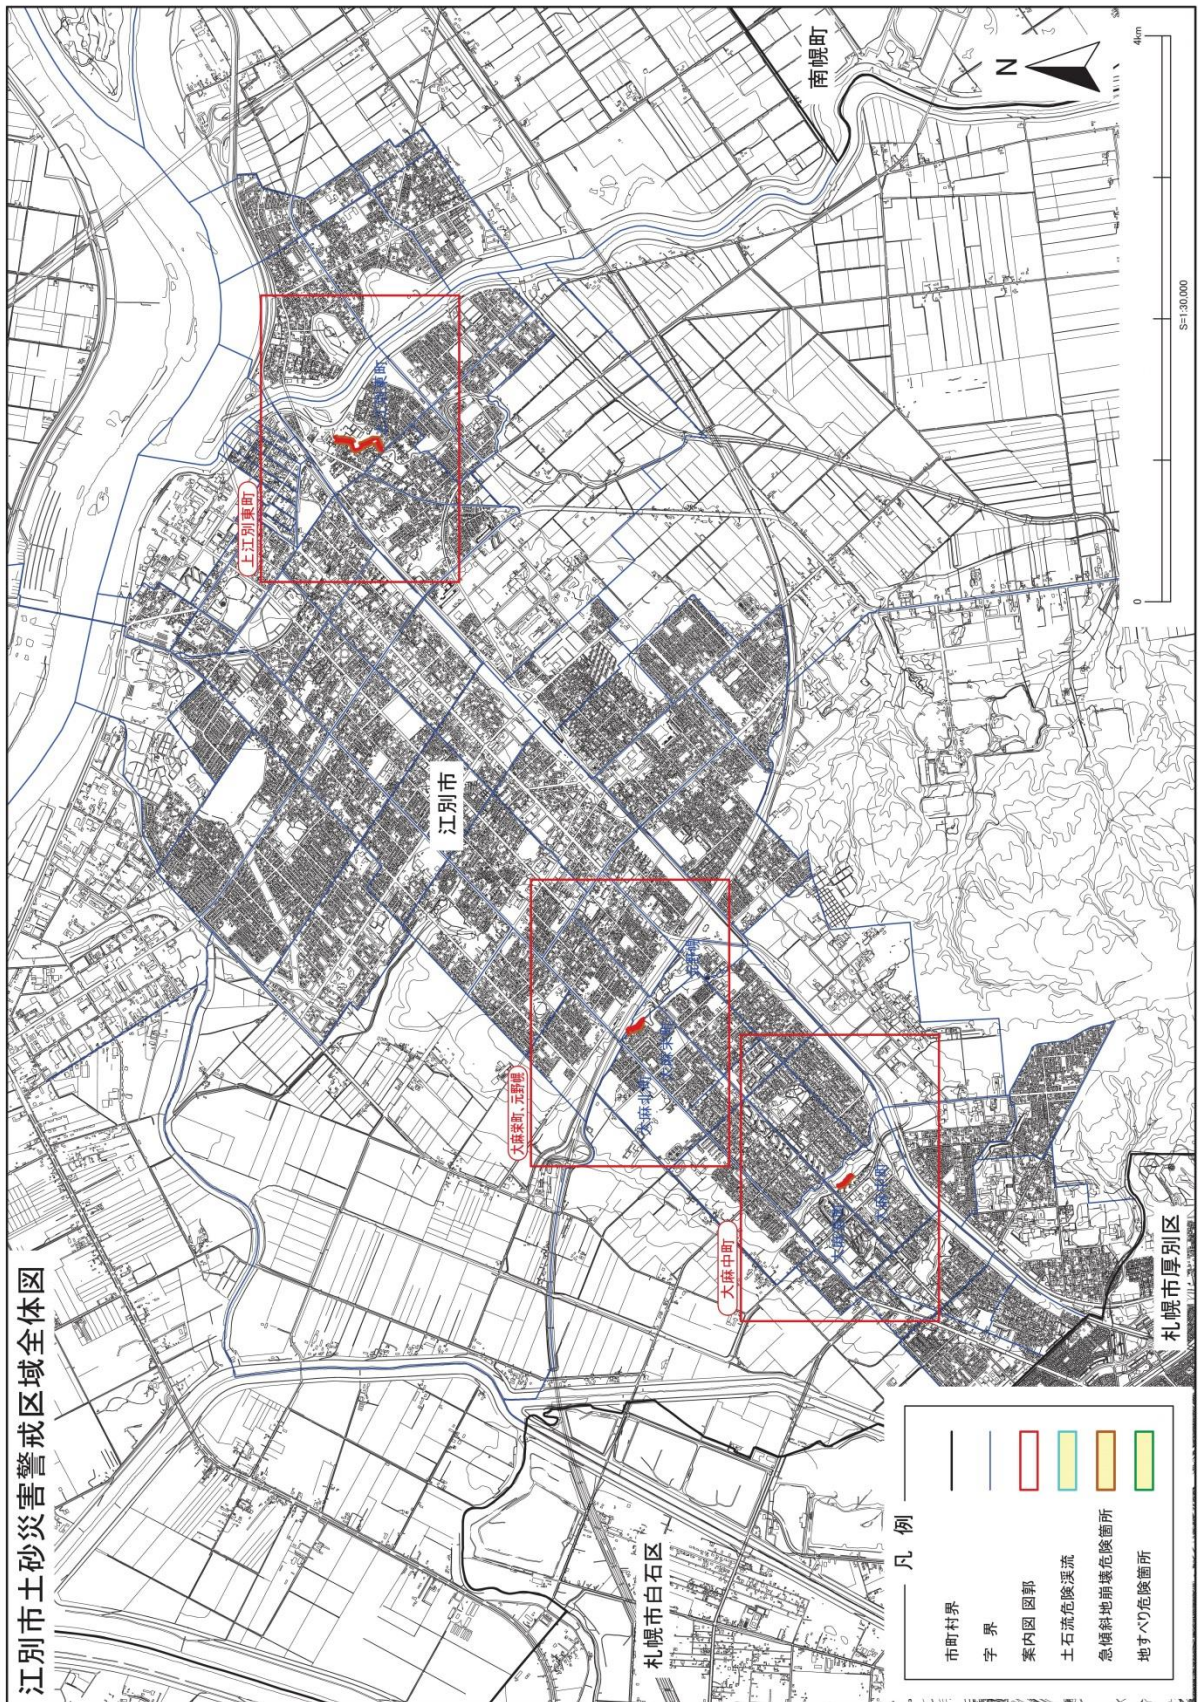 江別市土砂災害警戒区域全体図
南幌町
N
上江別東町
江別市
大麻栄町、元野幌
元野幌
大麻中町
札幌市白石区
札幌市厚別区
0
4km
S=1:30,000
凡 例
市町村界
字 界
案内図 図郭
土石流危険渓流
急傾斜地崩壊危険箇所
地すべり危険箇所